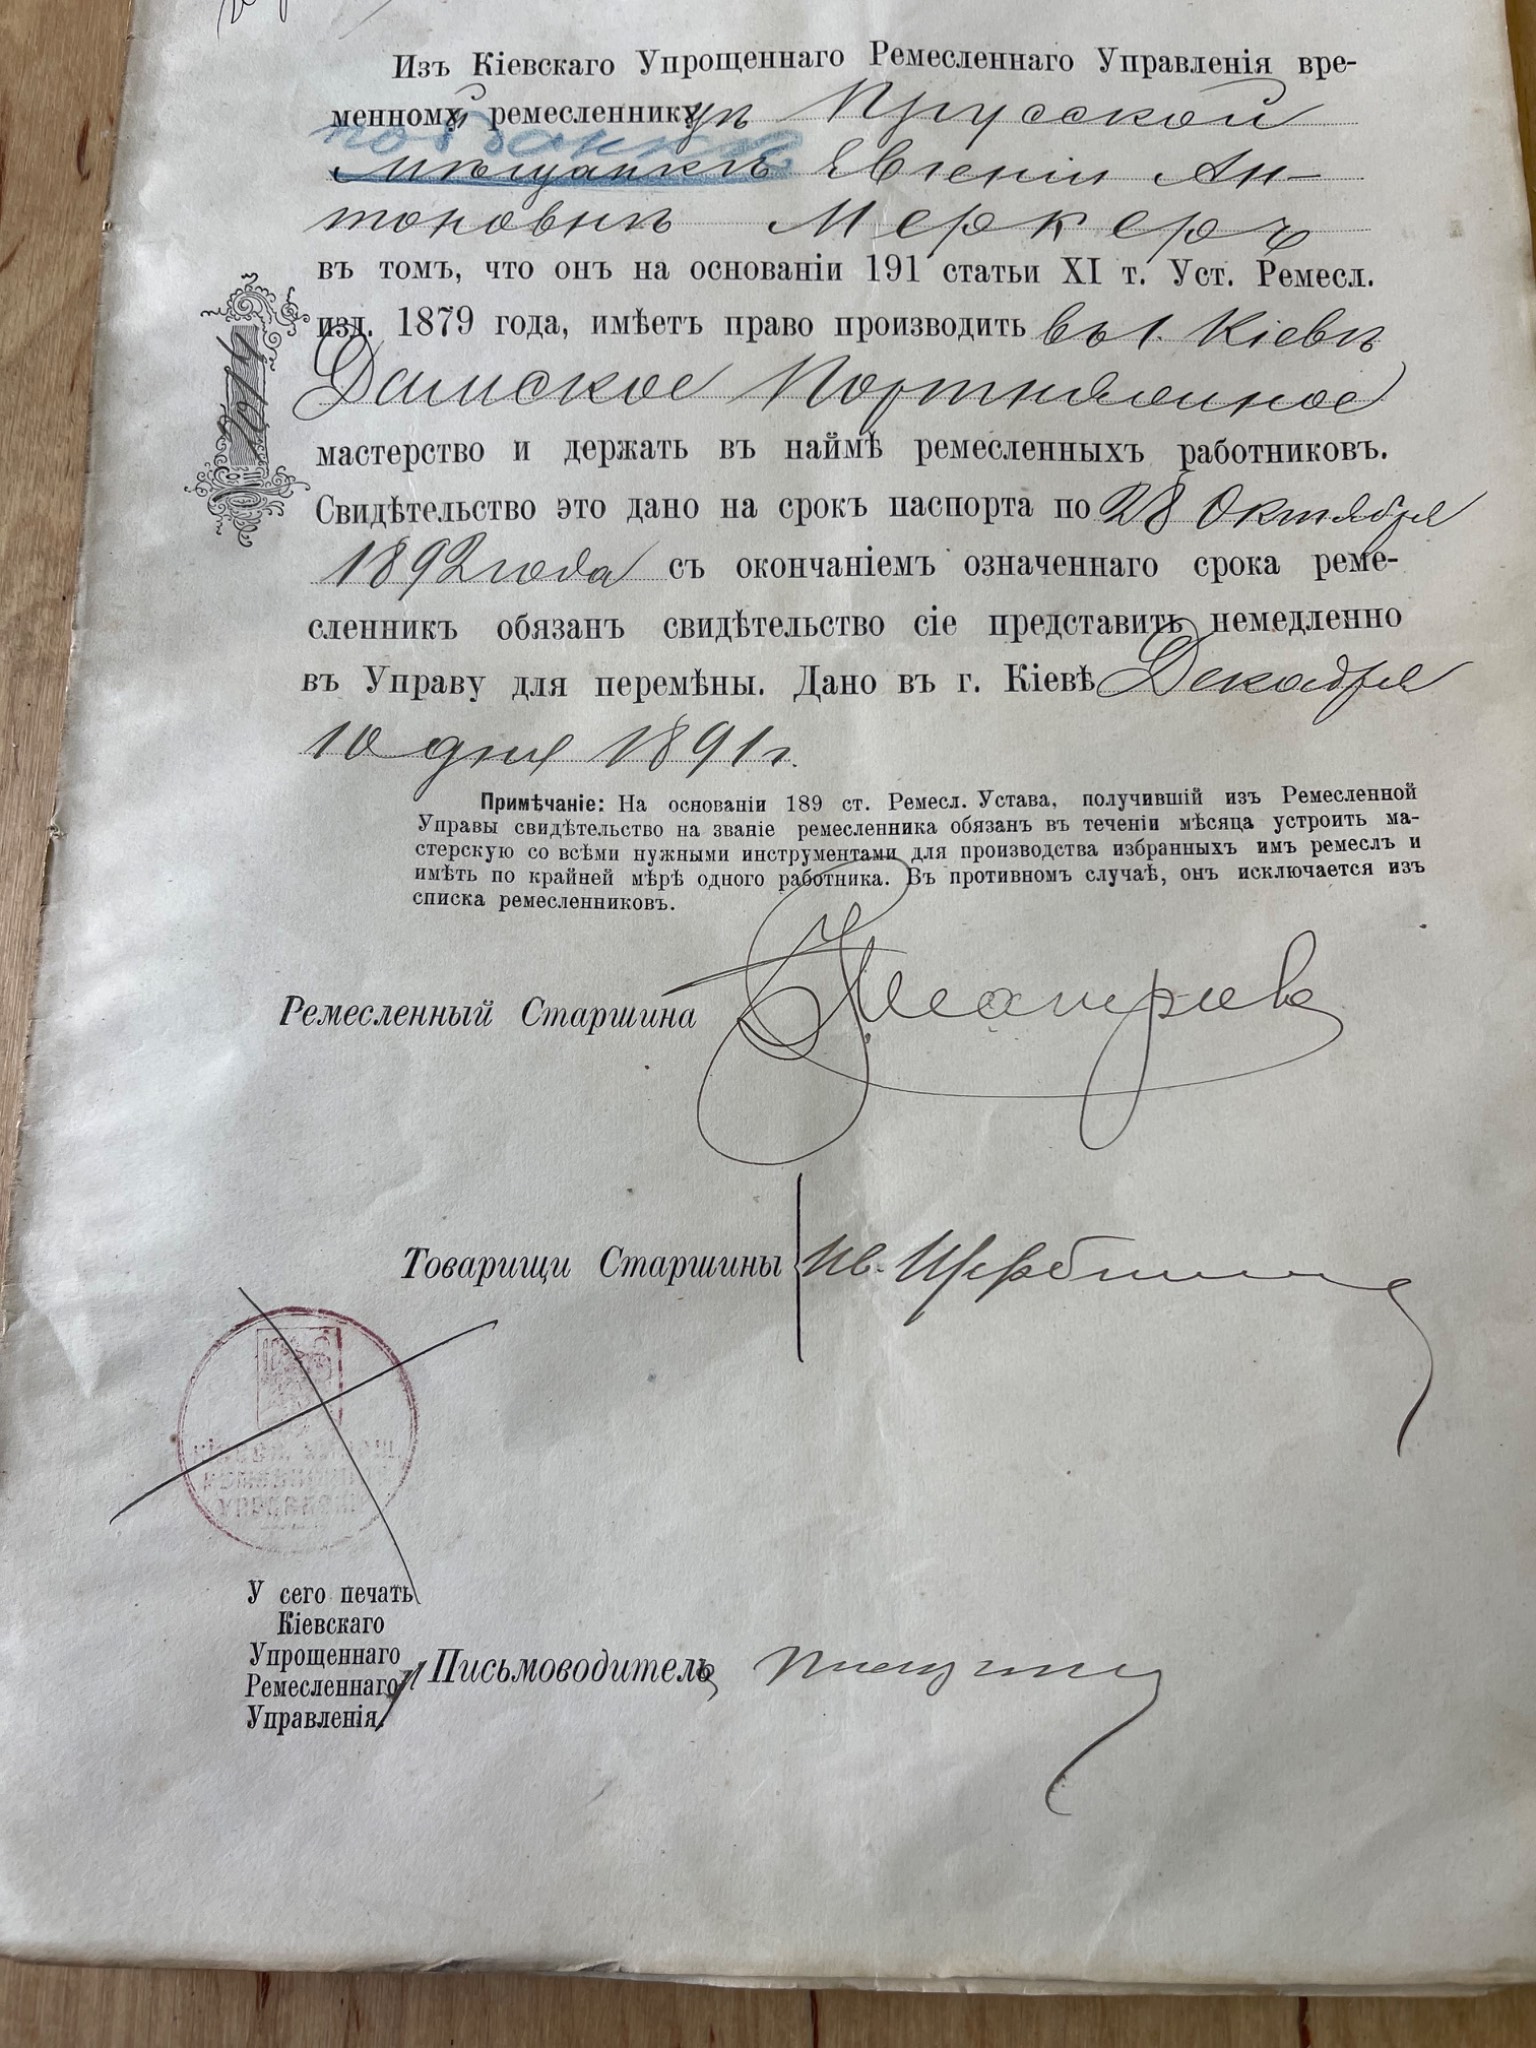 Изъ Кіевскаго Упрощеннаго Ремесленнаго Управленія вре-
менной ремесленницѣ Прусской
подданкѣ
мѣщанкѣ Евгеніи Ан-
тоновнѣ Меркеръ
въ томъ, что онъ на основаніи 191 статьи XI т. Уст. Ремесл.
изд. 1879 года, имѣетъ право производить въ г. Кіевѣ
Дамское Портняжное
мастерство и держать въ наймѣ ремесленныхъ работниковъ.
Свидѣтельство это дано на срокъ паспорта по 28 Октября
1892 года съ окончаніемъ означеннаго срока реме-
сленникъ обязанъ свидѣтельство сіе представить немедленно
въ Управу для перемѣны. Дано въ г. Кіевѣ Декабря
10 дня 1891 г.
Примѣчаніе: На основаніи 189 ст. Ремесл. Устава, получившій изъ Ремесленной
Управы свидѣтельство на званіе ремесленника обязанъ въ теченіи мѣсяца устроить ма-
стерскую со всѣми нужными инструментами для производства избранныхъ имъ ремеслъ и
имѣть по крайней мѣрѣ одного работника. Въ противномъ случаѣ, онъ исключается изъ
списка ремесленниковъ.
Ремесленный Старшина
Товарищи Старшины Ив. Щербина
У сего печать
Кіевскаго
Упрощеннаго
Ремесленнаго
Управленія.
Письмоводитель